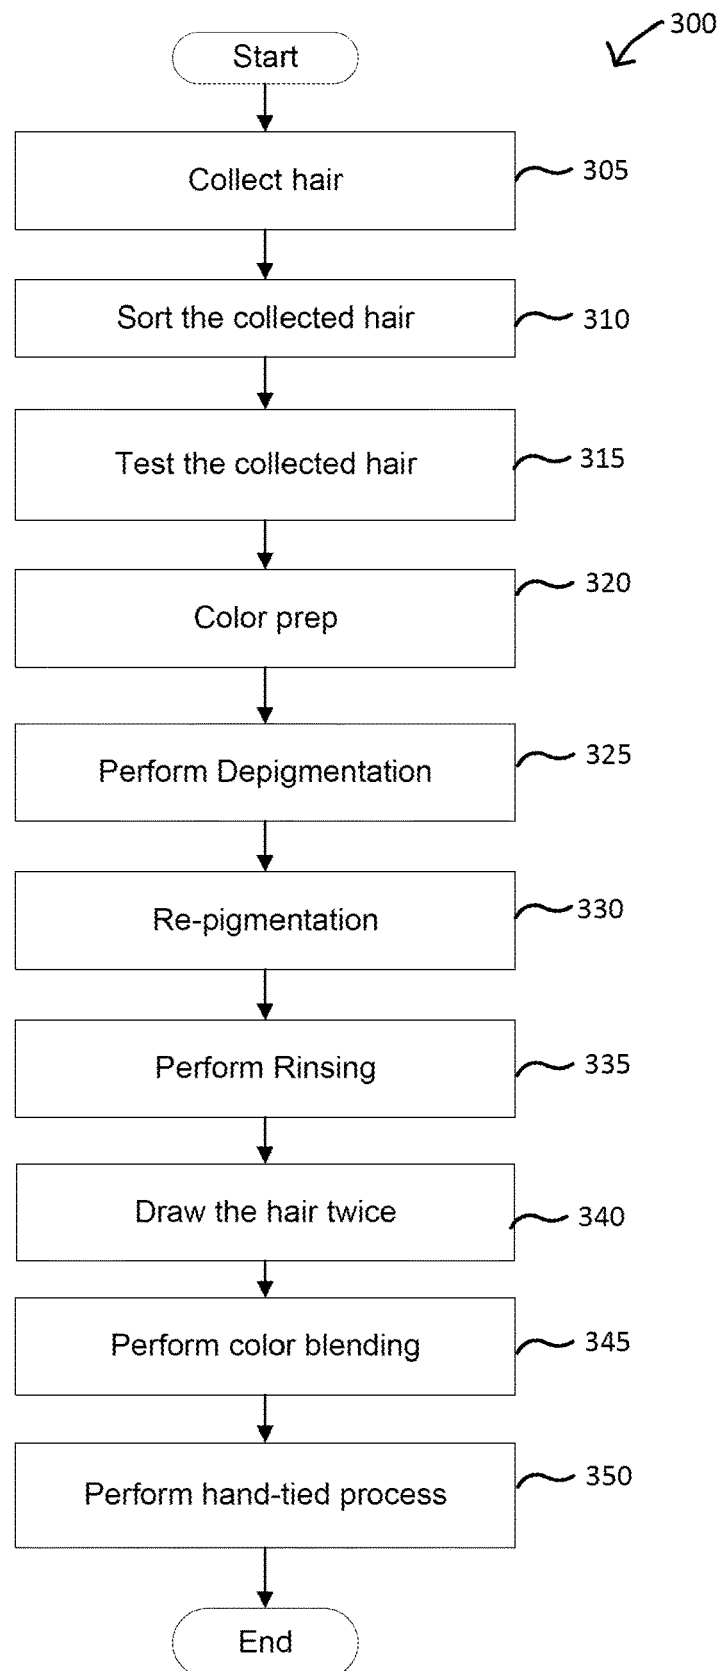 300
Start
Collect hair
305
Sort the collected hair
310
Test the collected hair
315
Color prep
320
Perform Depigmentation
325
Re-pigmentation
330
Perform Rinsing
335
Draw the hair twice
340
Perform color blending
345
Perform hand-tied process
350
End